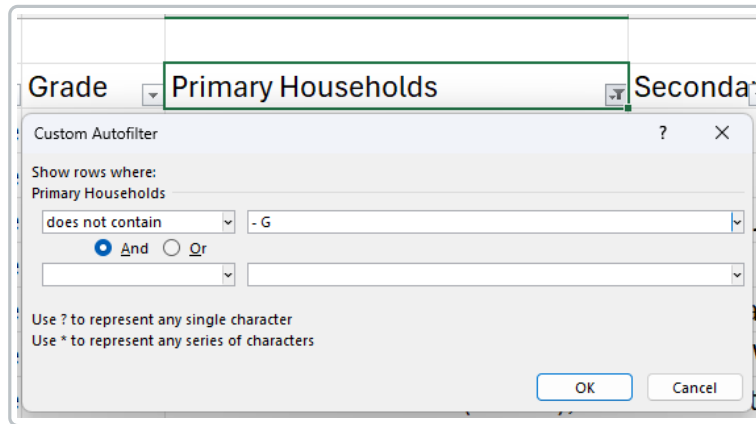 Grade Primary Households Seconda
Custom Autofilter ? X
Show rows where:
Primary Households
does not contain - G
And Or
Use ? to represent any single character
Use * to represent any series of characters
OK Cancel